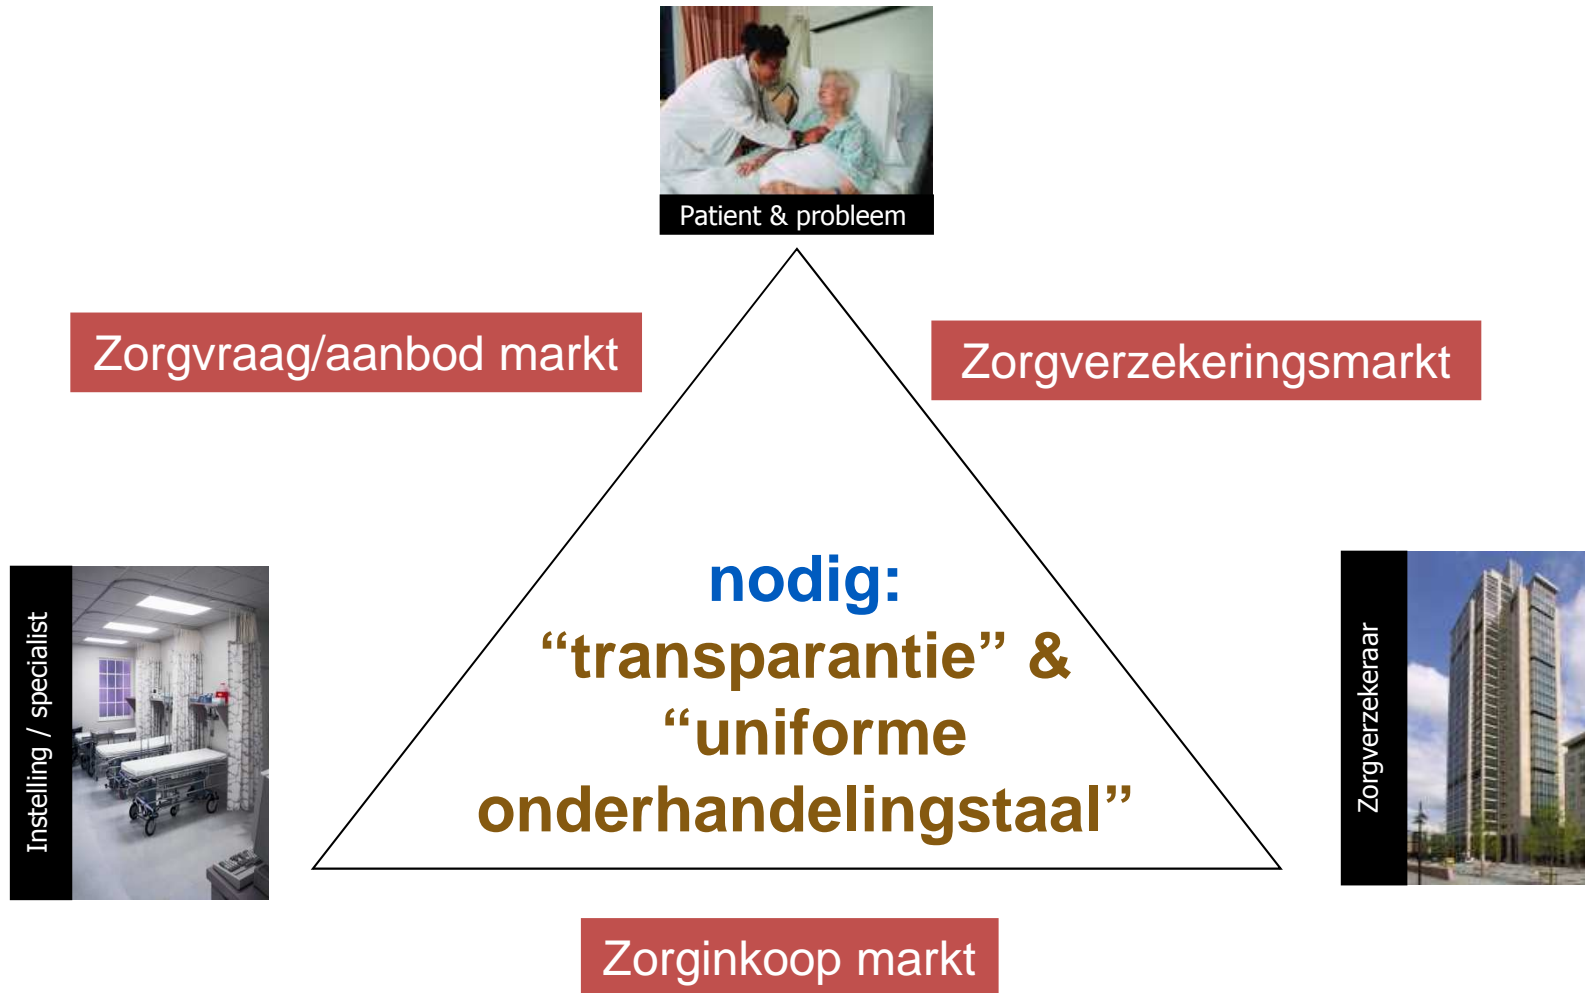 Patient & probleem
Zorgvraag/aanbod markt
Zorgverzekeringsmarkt
nodig:
“transparantie” &
“uniforme
onderhandelingstaal”
Instelling / specialist
Zorgverzekeraar
Zorginkoop markt